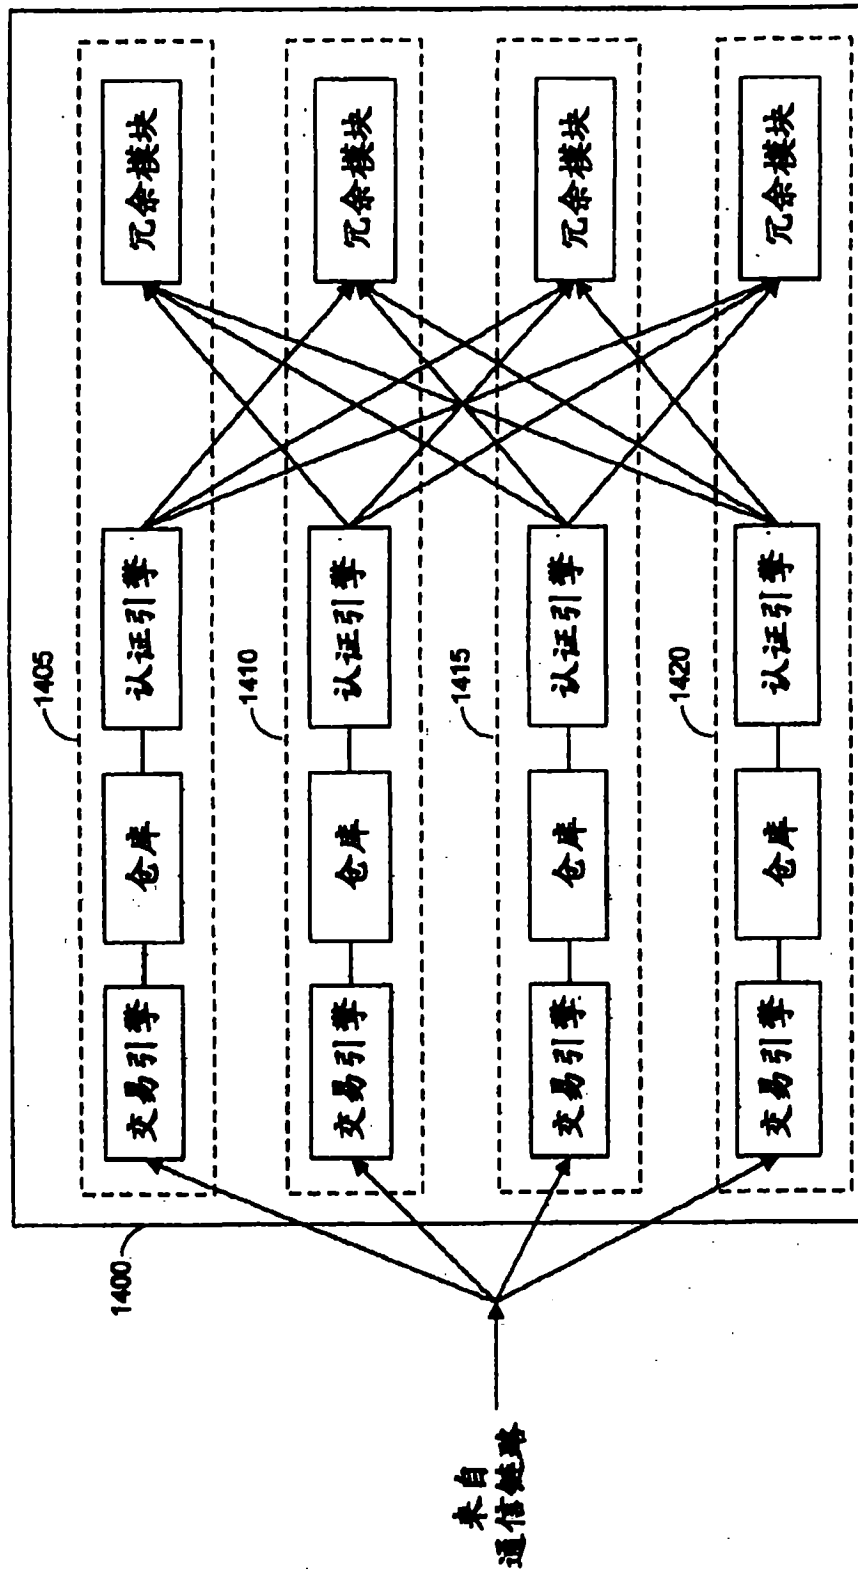 1400
来自
通信链路
1405
交易引擎
仓库
认证引擎
冗余模块
1410
交易引擎
仓库
认证引擎
冗余模块
1415
交易引擎
仓库
认证引擎
冗余模块
1420
交易引擎
仓库
认证引擎
冗余模块